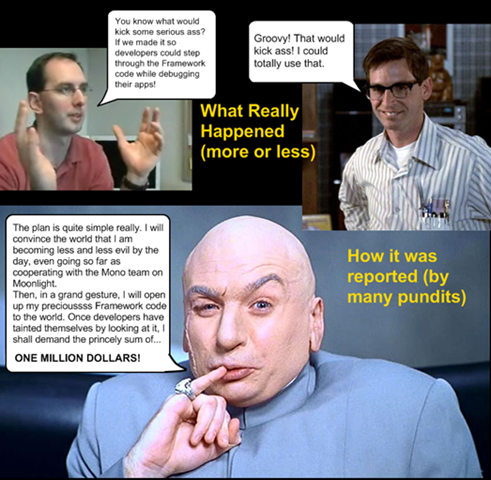 You know what would
kick some serious ass?
If we made it so
developers could step
through the Framework
code while debugging
their apps!
Groovy! That would
kick ass! I could
totally use that.
What Really
Happened
(more or less)
The plan is quite simple really. I will
convince the world that I am
becoming less and less evil by the
day, even going so far as
cooperating with the Mono team on
Moonlight.
Then, in a grand gesture, I will open
up my preciousssss Framework code
to the world. Once developers have
tainted themselves by looking at it, I
shall demand the princely sum of...
ONE MILLION DOLLARS!
How it was
reported (by
many pundits)